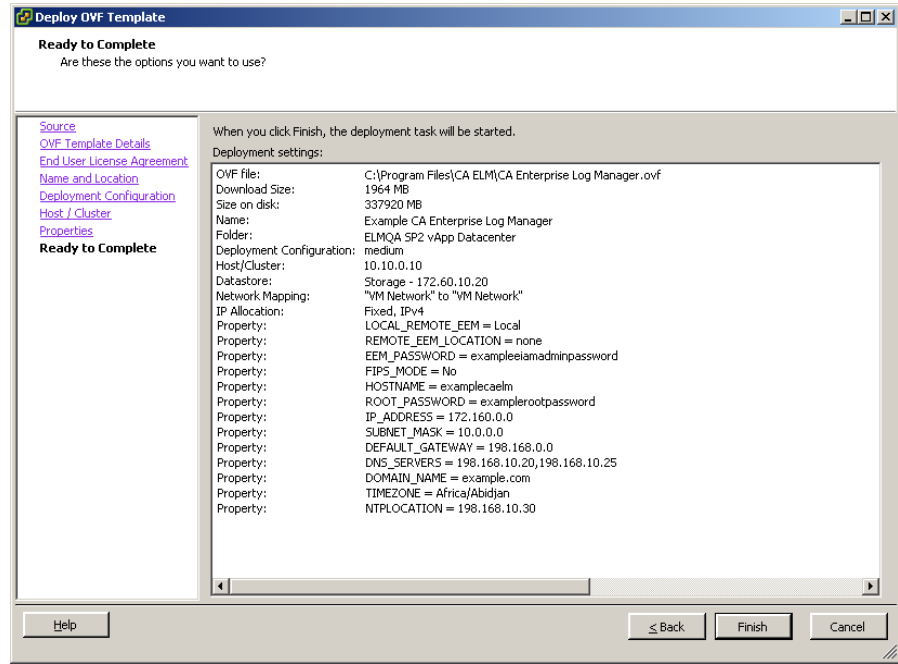 Deploy OVF Template
Ready to Complete
Are these the options you want to use?
Source
OVF Template Details
End User License Agreement
Name and Location
Deployment Configuration
Host / Cluster
Properties
Ready to Complete
When you click Finish, the deployment task will be started.
Deployment settings:
OVF file: C:\Program Files\CA ELM\CA Enterprise Log Manager.ovf
Download Size: 1964 MB
Size on disk: 337920 MB
Name: Example CA Enterprise Log Manager
Folder: ELMQA SP2 vApp Datacenter
Deployment Configuration: medium
Host/Cluster: 10.10.0.10
Datastore: Storage - 172.60.10.20
Network Mapping: "VM Network" to "VM Network"
IP Allocation: Fixed, IPv4
Property: LOCAL_REMOTE_EEM = Local
Property: REMOTE_EEM_LOCATION = none
Property: EEM_PASSWORD = exampleeiamadminpassword
Property: FIPS_MODE = No
Property: HOSTNAME = examplecaelm
Property: ROOT_PASSWORD = examplerootpassword
Property: IP_ADDRESS = 172.160.0.0
Property: SUBNET_MASK = 10.0.0.0
Property: DEFAULT_GATEWAY = 198.168.0.0
Property: DNS_SERVERS = 198.168.10.20,198.168.10.25
Property: DOMAIN_NAME = example.com
Property: TIMEZONE = Africa/Abidjan
Property: NTPLOCATION = 198.168.10.30
Help
< Back
Finish
Cancel